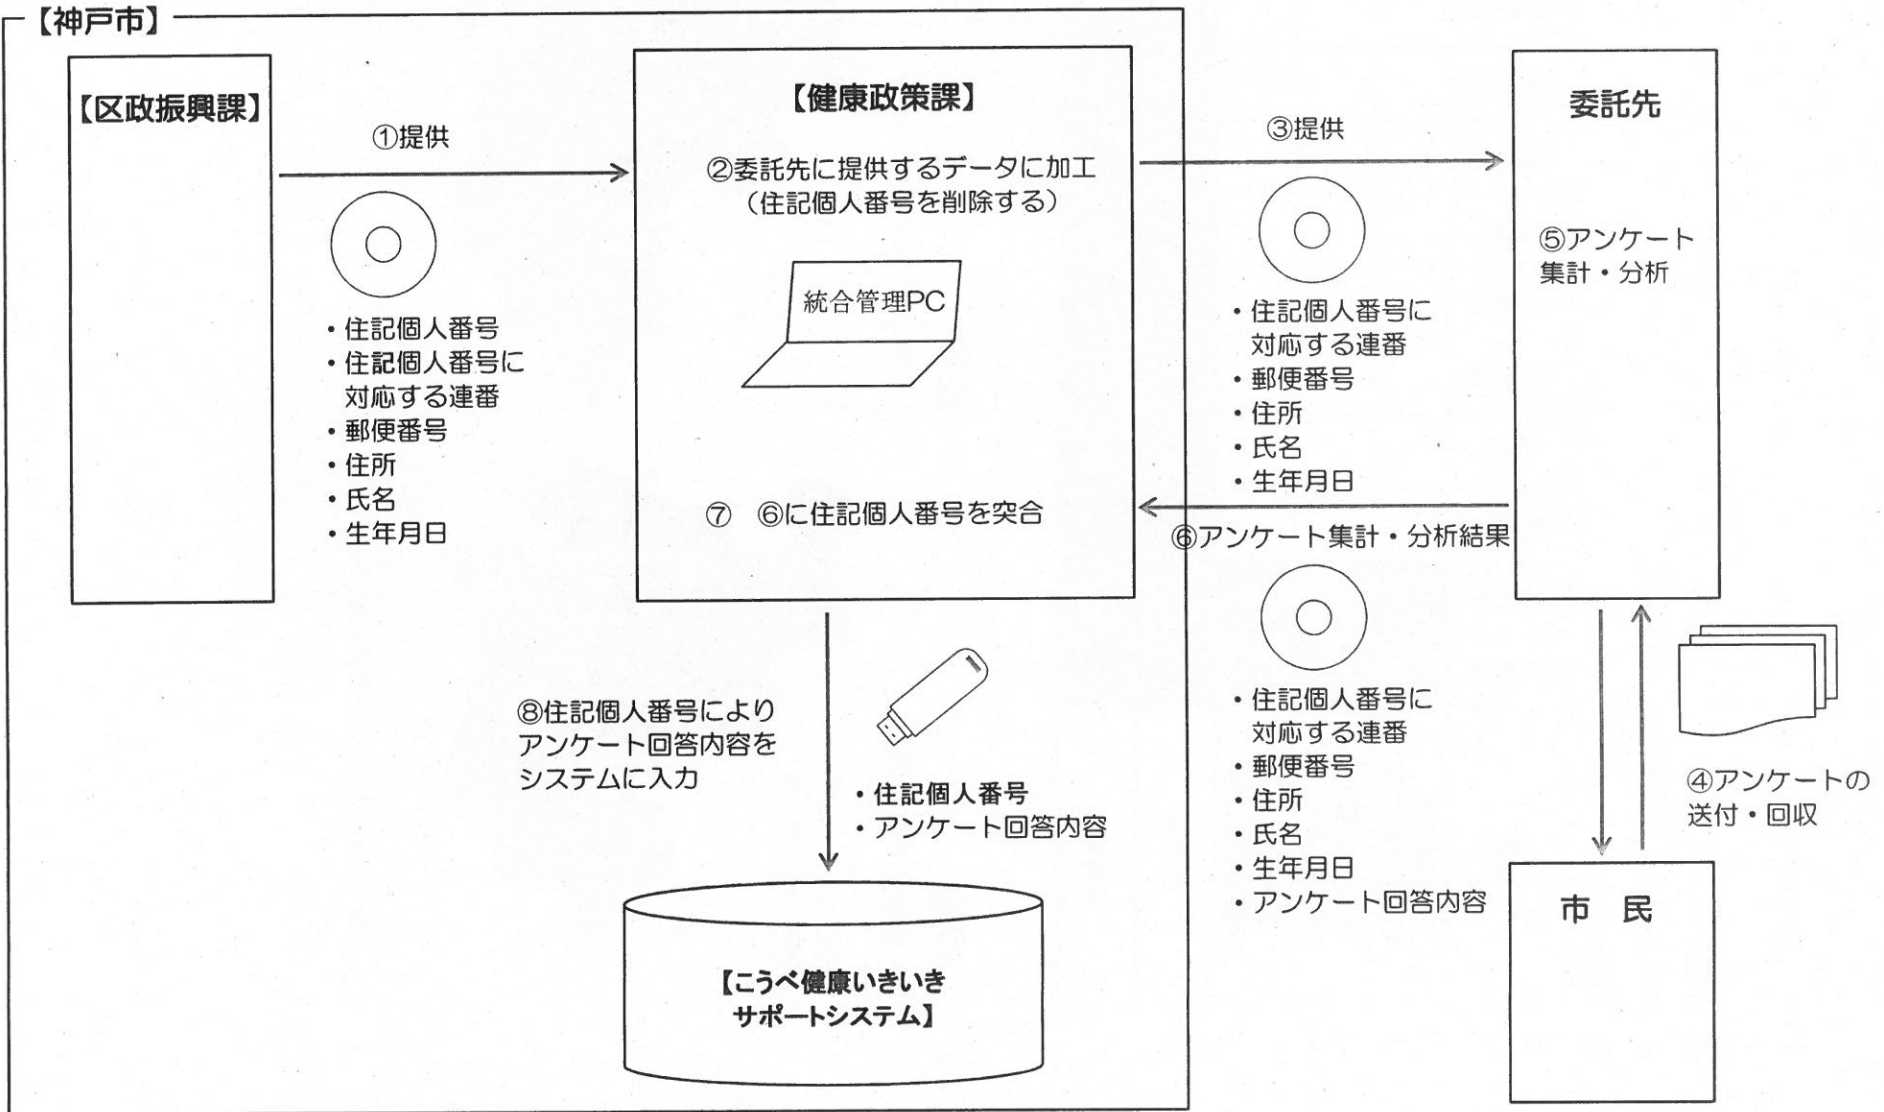 【神戸市】
【区政振興課】
①提供
・住記個人番号
・住記個人番号に
対応する連番
・郵便番号
・住所
・氏名
・生年月日
【健康政策課】
②委託先に提供するデータに加工
（住記個人番号を削除する）
統合管理PC
⑦ ⑥に住記個人番号を突合
③提供
・住記個人番号に
対応する連番
・郵便番号
・住所
・氏名
・生年月日
委託先
⑤アンケート
集計・分析
⑥アンケート集計・分析結果
・住記個人番号に
対応する連番
・郵便番号
・住所
・氏名
・生年月日
・アンケート回答内容
④アンケートの
送付・回収
市 民
⑧住記個人番号により
アンケート回答内容を
システムに入力
・住記個人番号
・アンケート回答内容
【こうべ健康いきいき
サポートシステム】